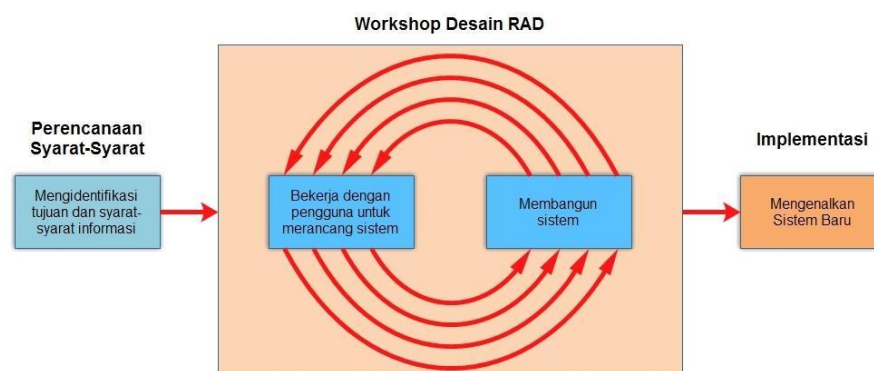 Workshop Desain RAD
Perencanaan
Syarat-Syarat
Mengidentifikasi
tujuan dan syarat-
syarat informasi
Bekerja dengan
pengguna untuk
merancang sistem
Membangun
sistem
Implementasi
Mengenalkan
Sistem Baru